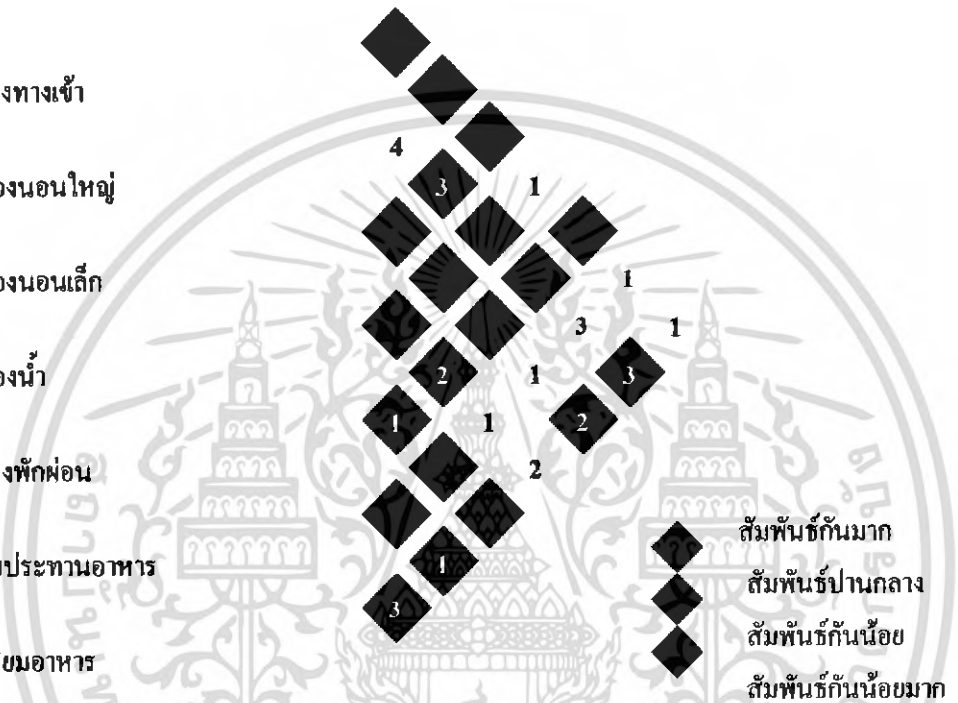 งทางเข้า
4
องนอนใหญ่ 3 1
องนอนเล็ก 1
3 1
องน้ำ 2 1 3
1 1 2
งพักผ่อน 2
สัมพันธ์กันมาก
บประทานอาหาร 1 สัมพันธ์ปานกลาง
3 สัมพันธ์กันน้อย
ยมอาหาร
สัมพันธ์กันน้อยมาก